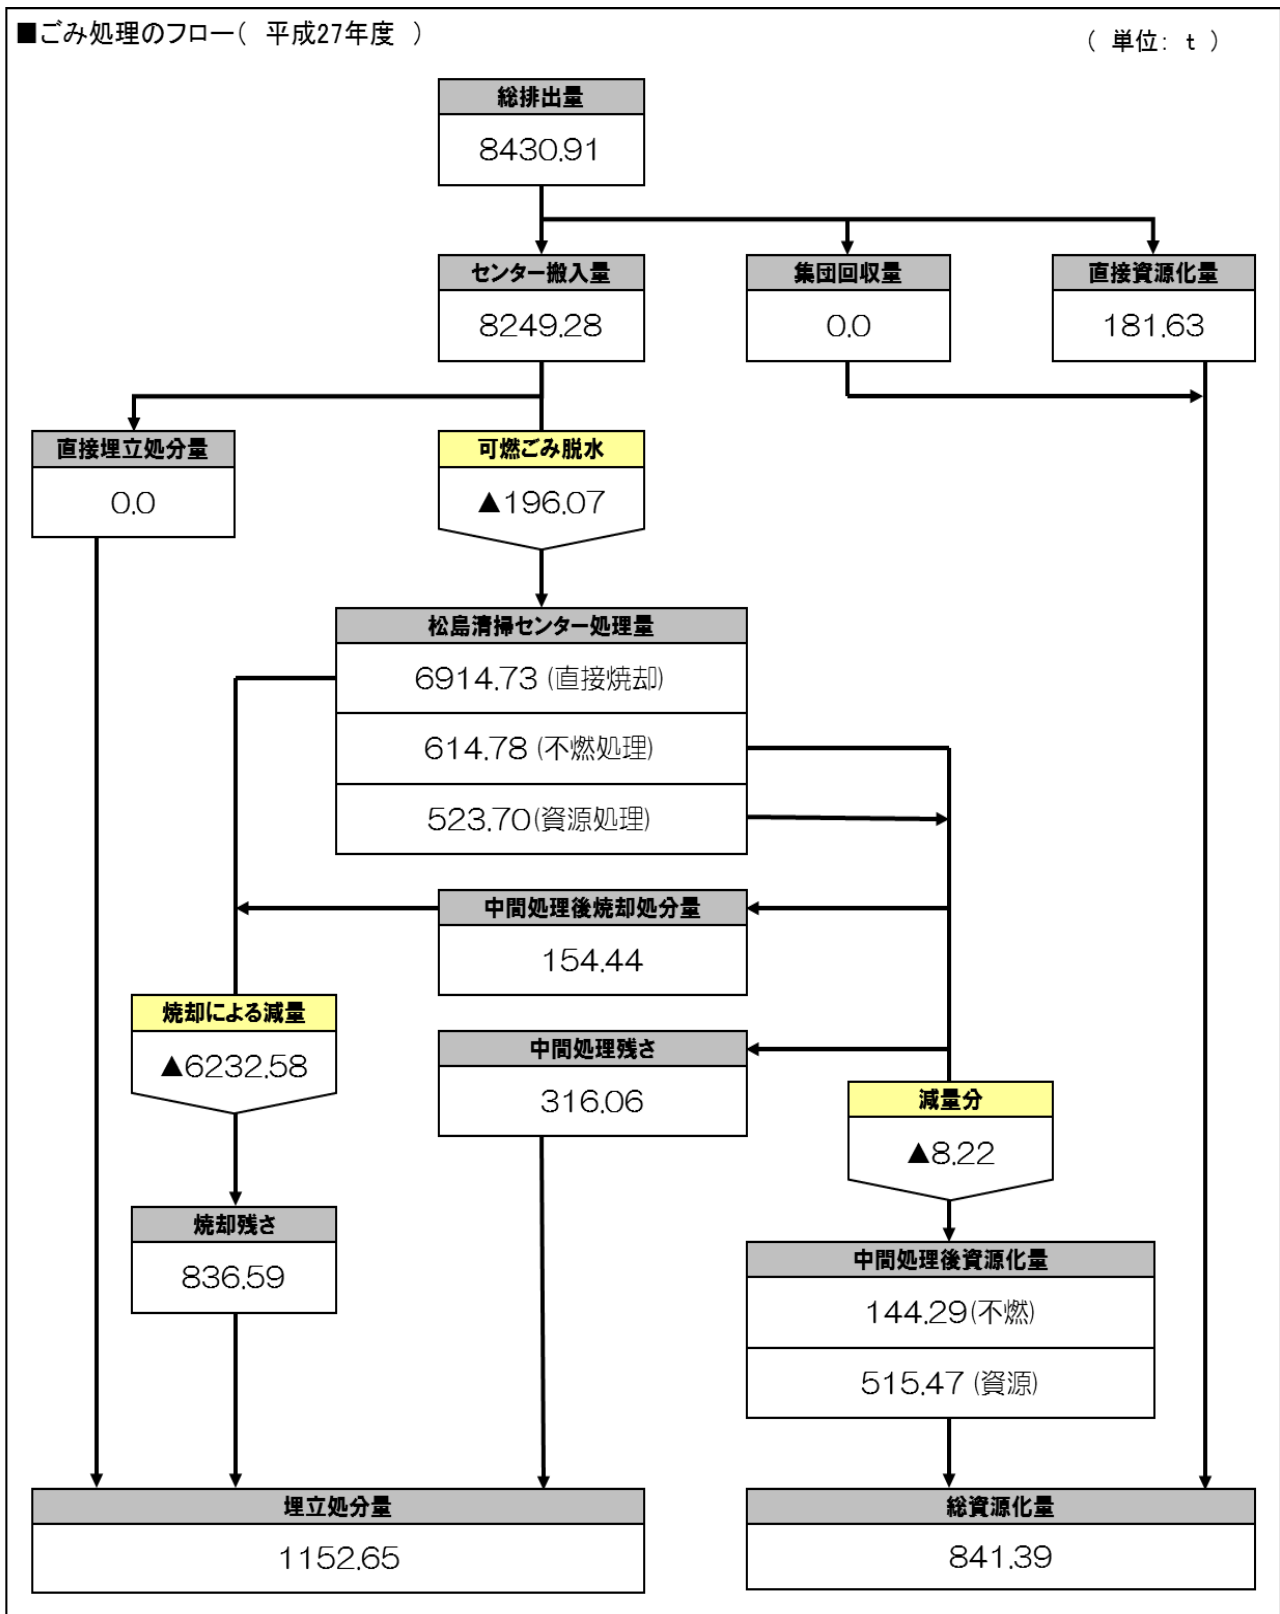 ■ごみ処理のフロー( 平成27年度 )
( 単位: t )
総排出量
8430.91
センター搬入量
8249.28
集団回収量
0.0
直接資源化量
181.63
直接埋立処分量
0.0
可燃ごみ脱水
▲196.07
松島清掃センター処理量
6914.73 (直接焼却)
614.78 (不燃処理)
523.70(資源処理)
中間処理後焼却処分量
154.44
焼却による減量
▲6232.58
中間処理残さ
316.06
減量分
▲8.22
焼却残さ
836.59
中間処理後資源化量
144.29(不燃)
515.47 (資源)
埋立処分量
1152.65
総資源化量
841.39